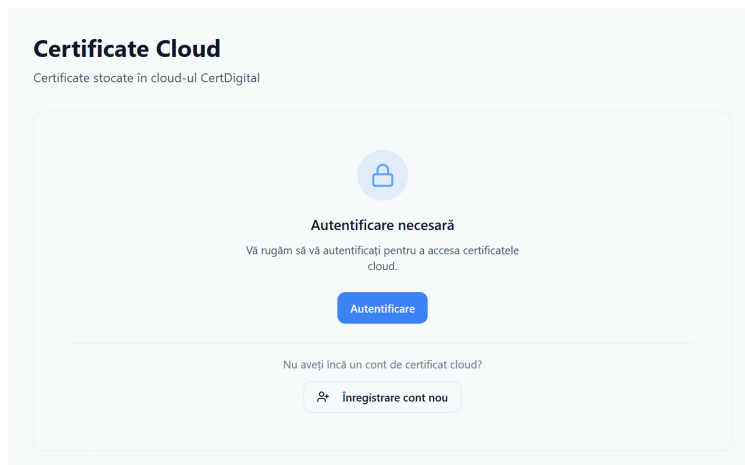 Certificate Cloud
Certificate stocate în cloud-ul CertDigital
Autentificare necesară
Vă rugăm să vă autentificați pentru a accesa certificatele
cloud.
Autentificare
Nu aveți încă un cont de certificat cloud?
Înregistrare cont nou